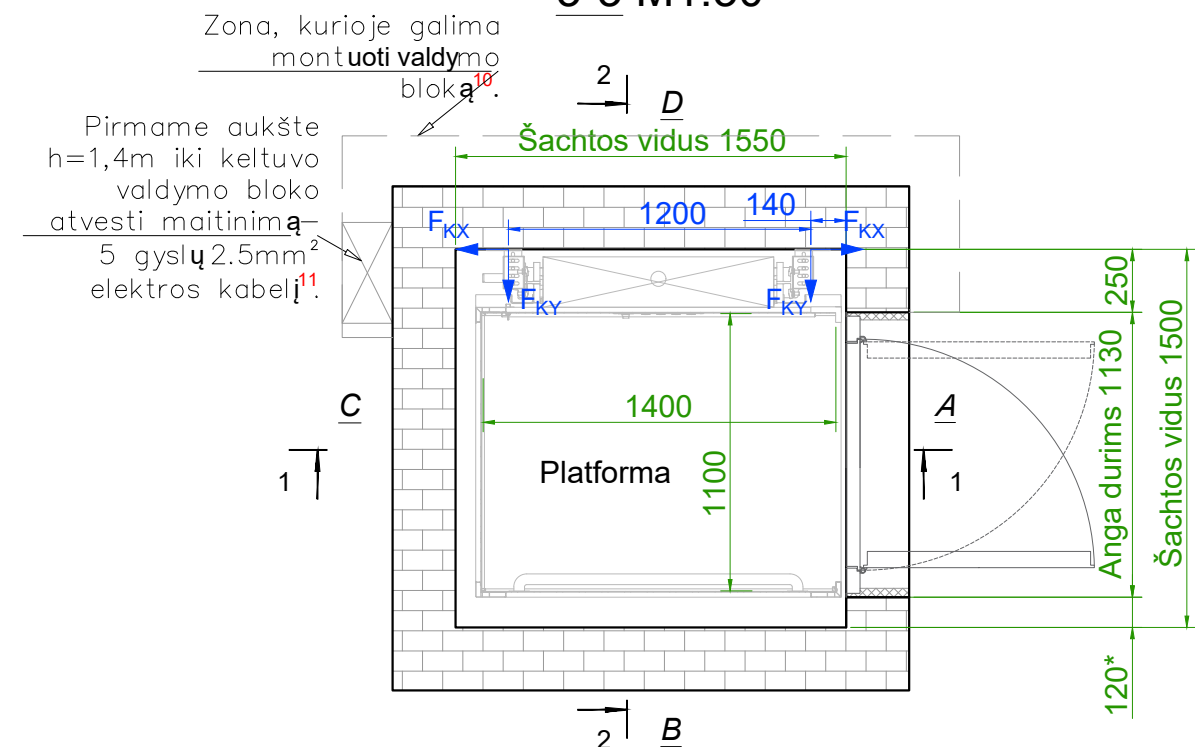 Zona, kurioje galima
montuoti valdymo
bloką10.
Pirmame aukšte
h=1,4m iki keltuvo
valdymo bloko
atvesti maitinimą
5 gyslų 2.5mm²
elektros kabelį11.
2
D
Šachtos vidus 1550
1200
140
FKX
FKX
FKY
FKY
250
Anga durims 1130
Šachtos vidus 1500
120*
C
A
1400
1100
Platforma
1
1
2
B